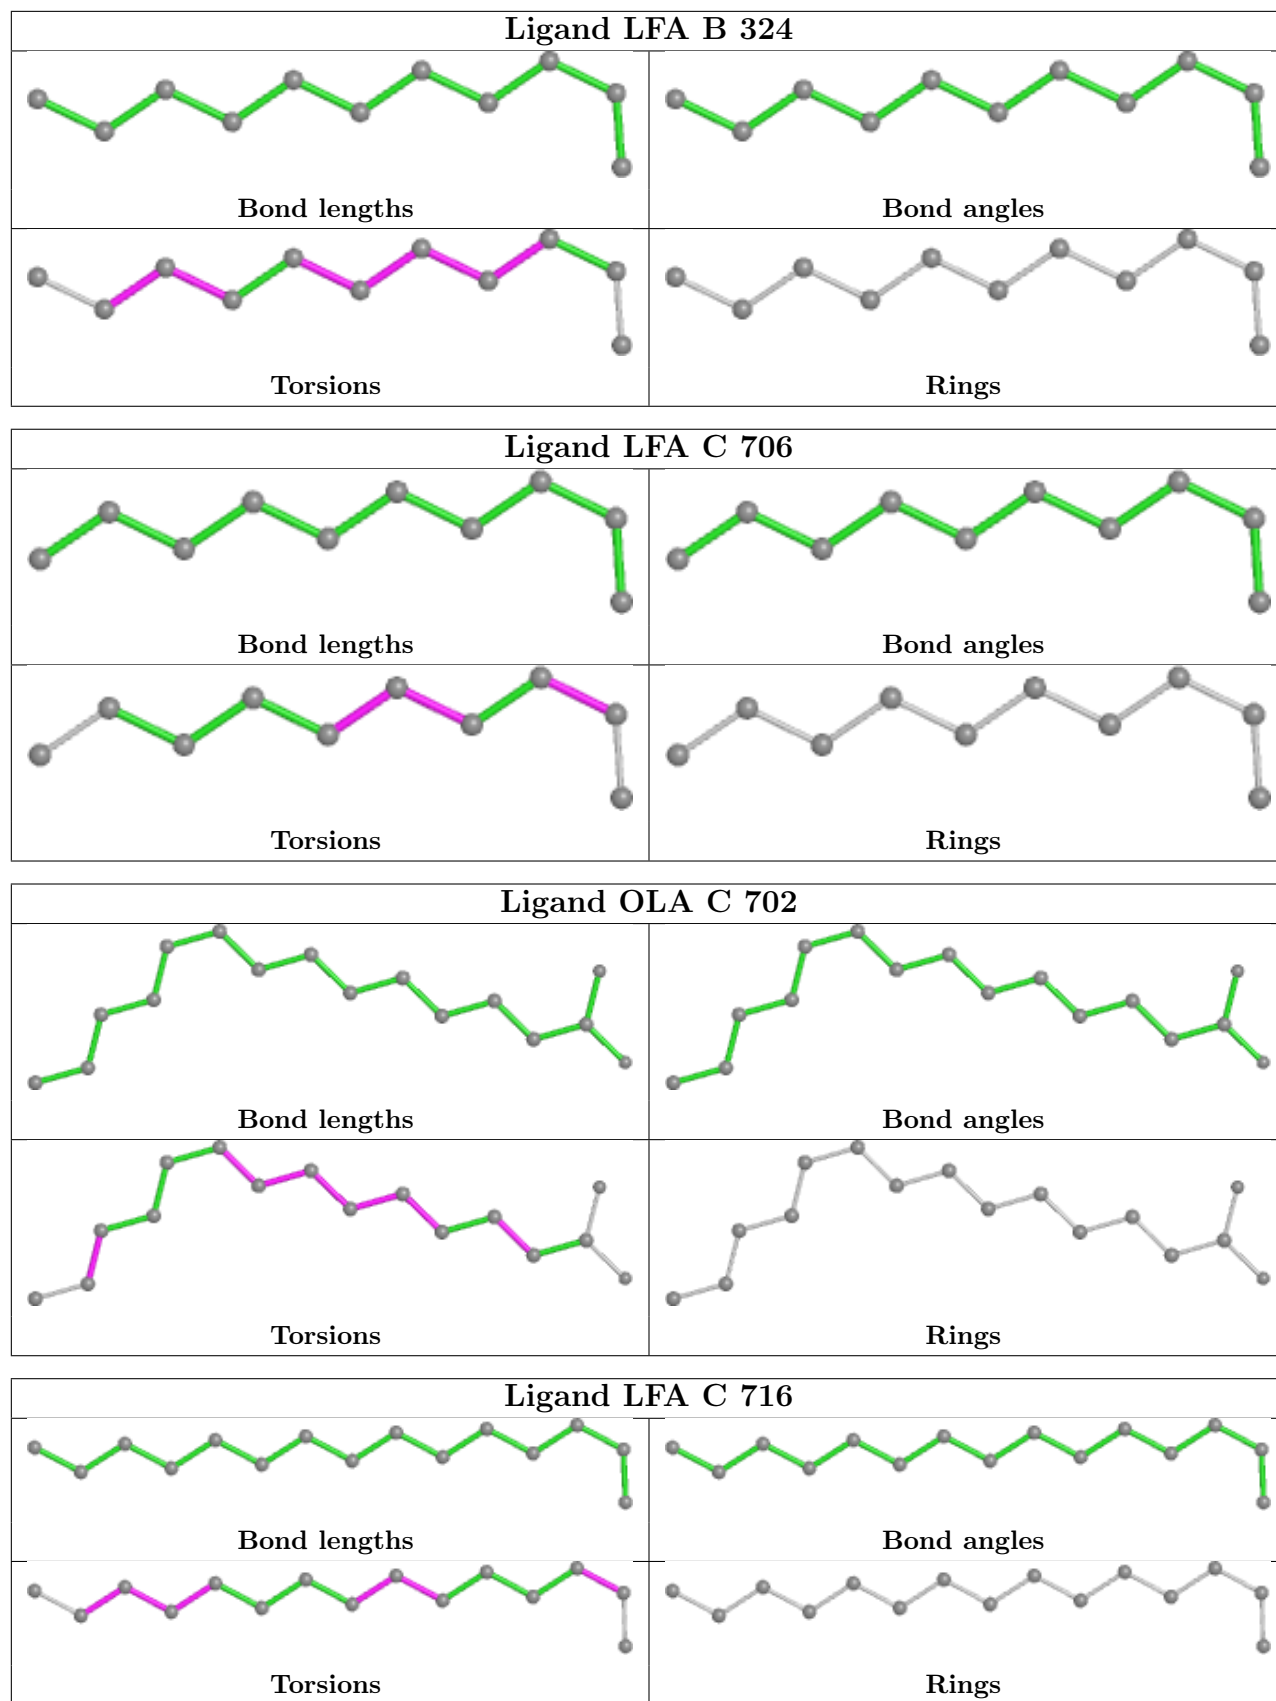 Ligand LFA B 324
Bond lengths
Bond angles
Torsions
Rings
Ligand LFA C 706
Bond lengths
Bond angles
Torsions
Rings
Ligand OLA C 702
Bond lengths
Bond angles
Torsions
Rings
Ligand LFA C 716
Bond lengths
Bond angles
Torsions
Rings